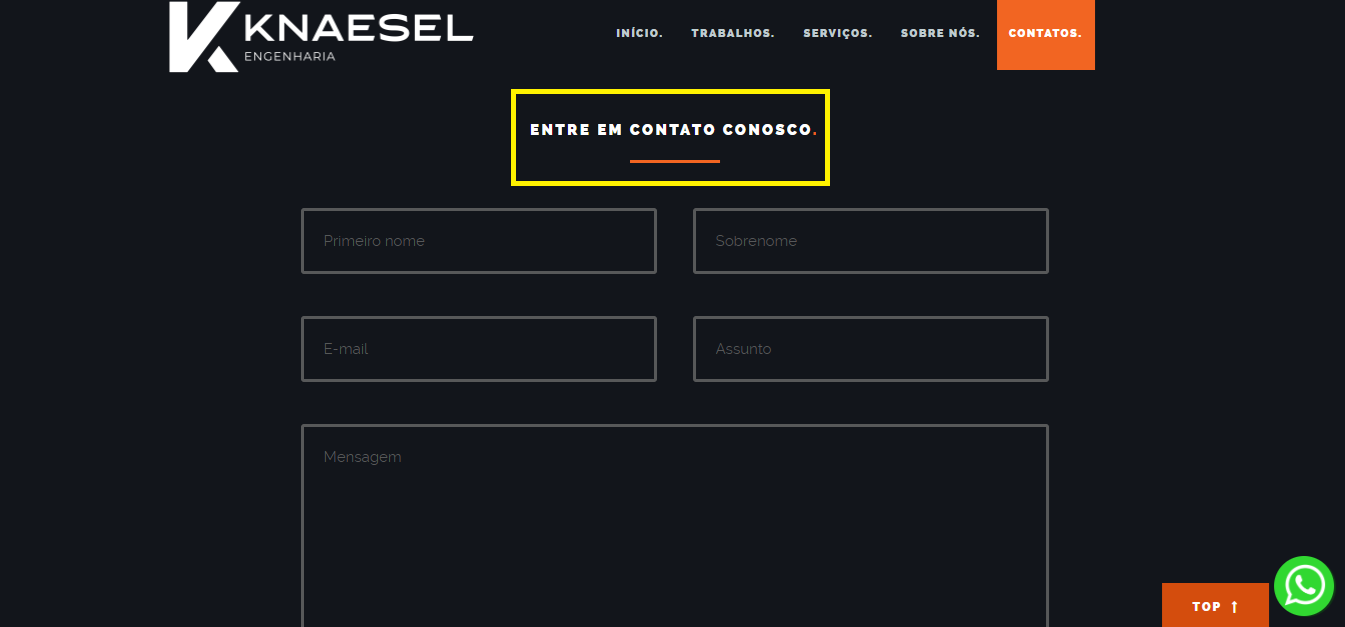 KNAESEL
ENGENHARIA
INÍCIO. TRABALHOS. SERVIÇOS. SOBRE NÓS. CONTATOS.
ENTRE EM CONTATO CONOSCO.
Primeiro nome Sobrenome
E-mail Assunto
Mensagem
TOP ↑